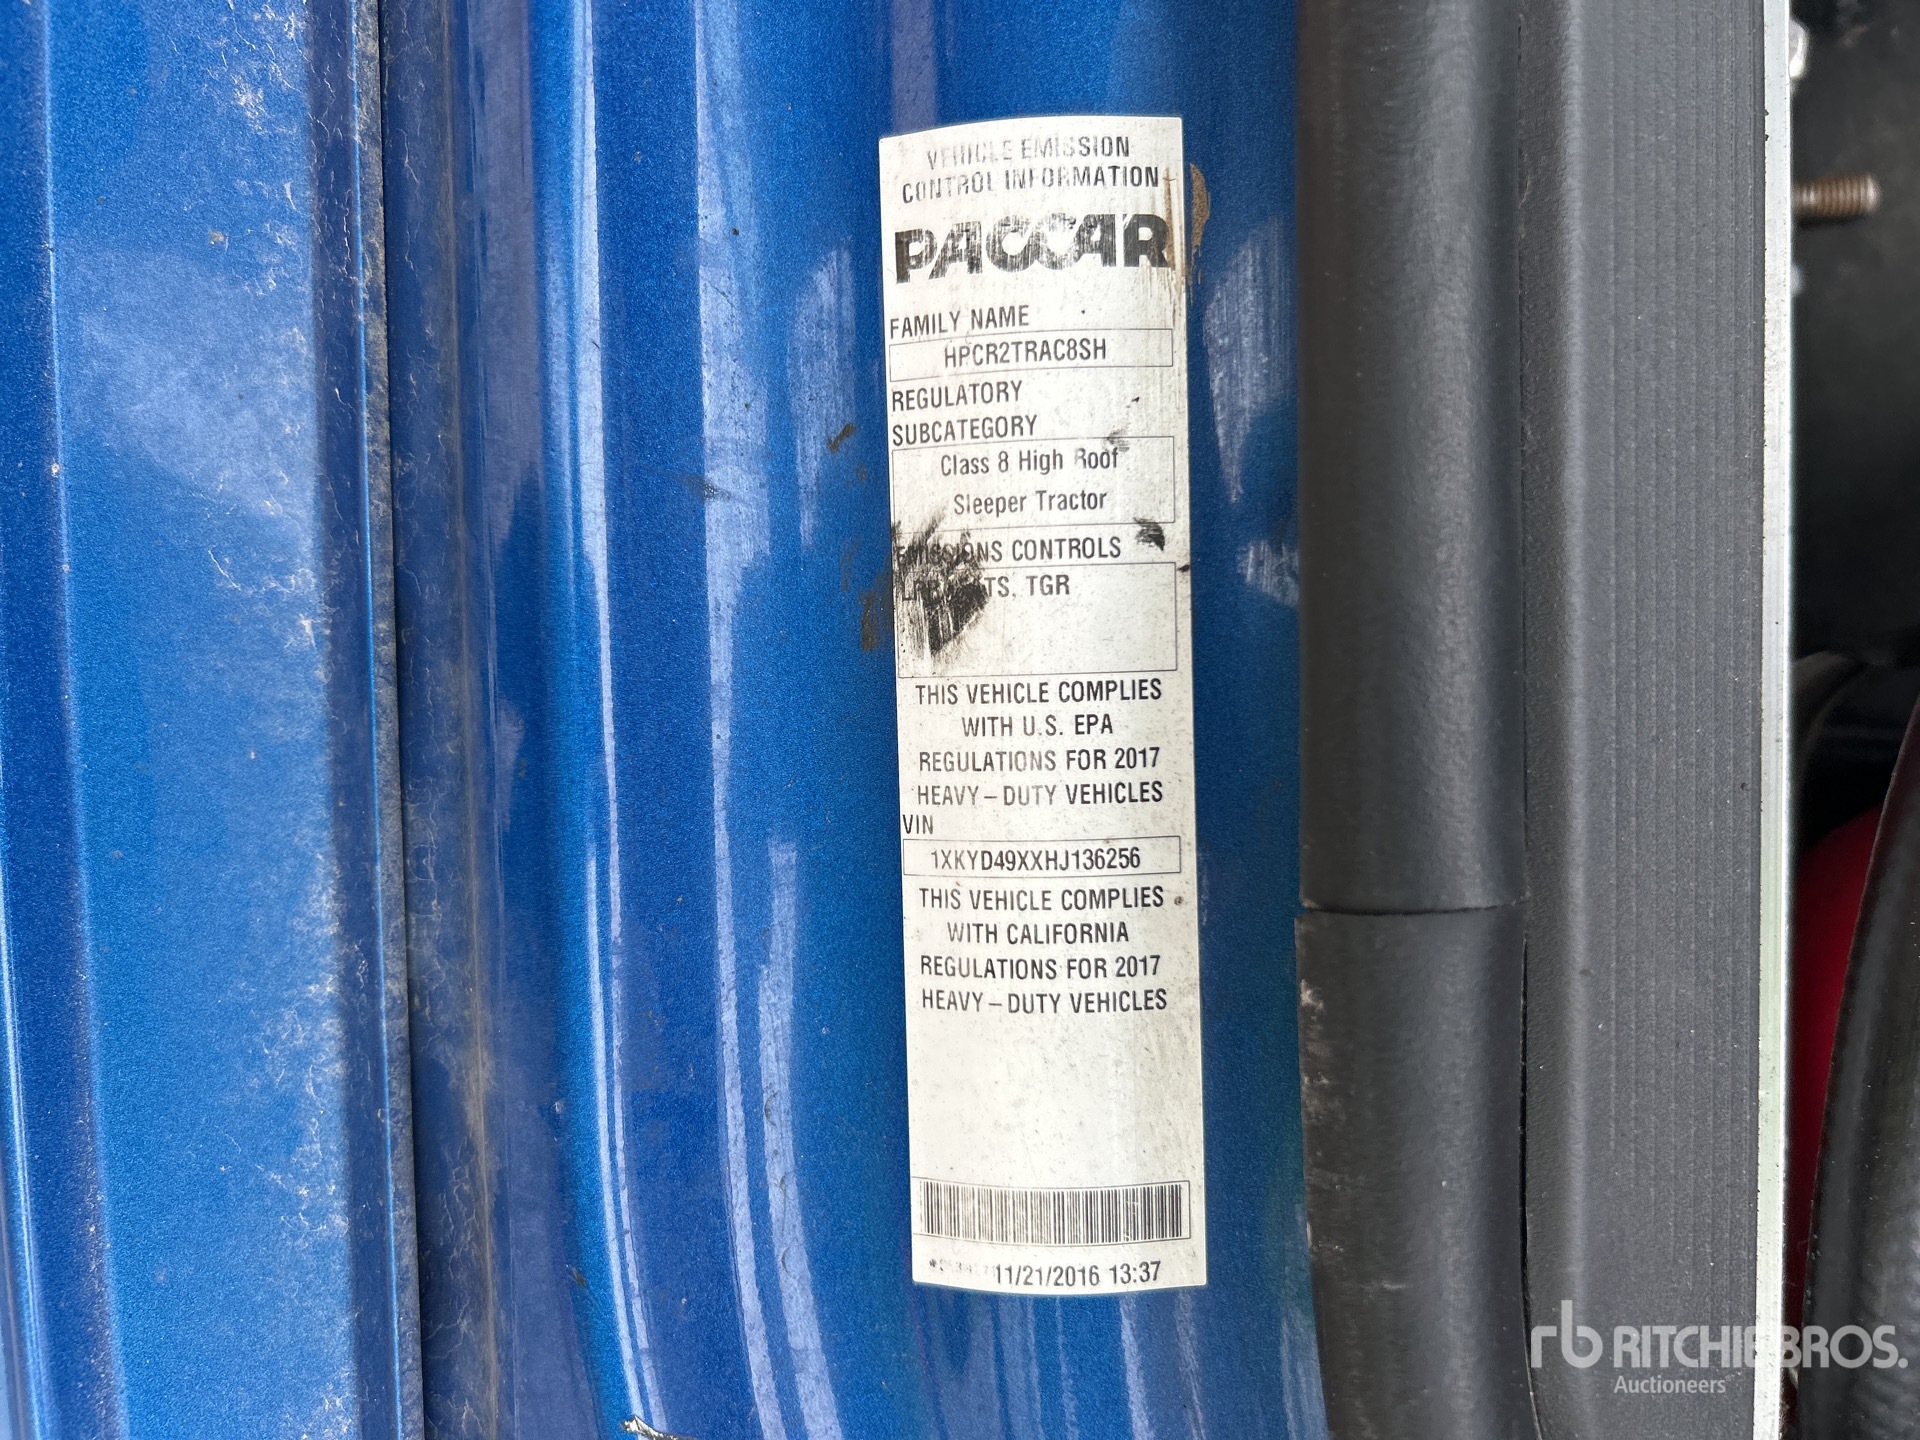 VEHICLE EMISSION
CONTROL INFORMATION
PACCAR
FAMILY NAME
HPCR2TRAC8SH
REGULATORY
SUBCATEGORY
Class 8 High Roof
Sleeper Tractor
EMISSIONS CONTROLS
TGR
THIS VEHICLE COMPLIES
WITH U.S. EPA
REGULATIONS FOR 2017
HEAVY – DUTY VEHICLES
VIN
1XKYD49XXHJ136256
THIS VEHICLE COMPLIES
WITH CALIFORNIA
REGULATIONS FOR 2017
HEAVY – DUTY VEHICLES
11/21/2016 13:37
rb RITCHIE BROS.
Auctioneers